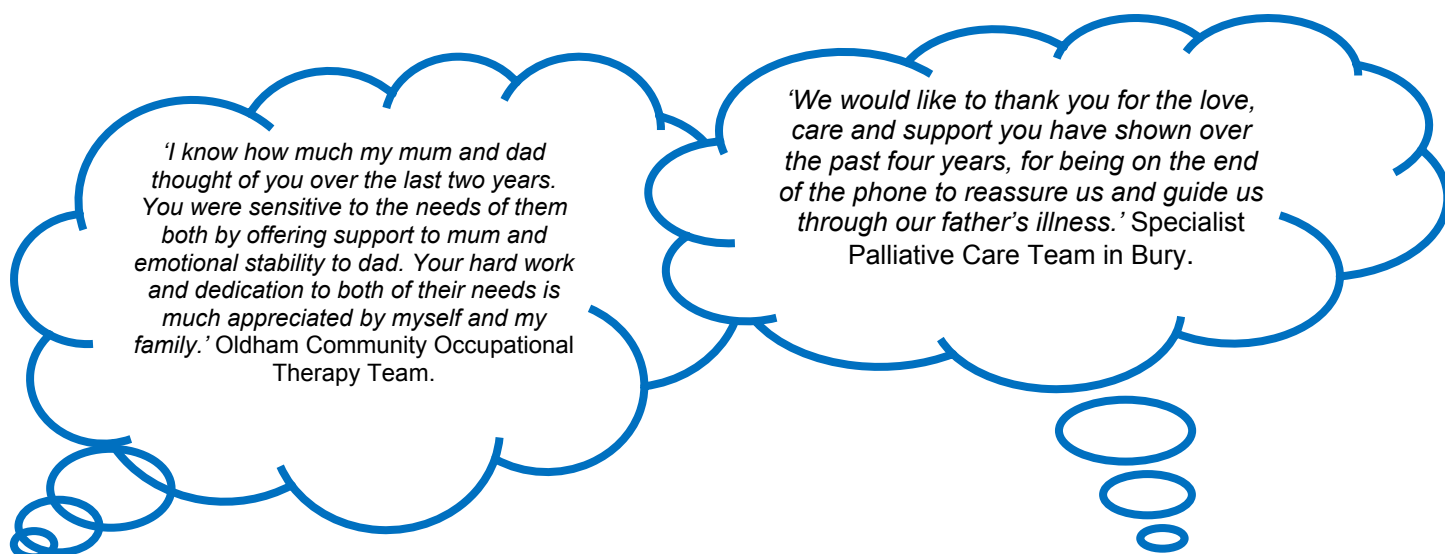 ‘I know how much my mum and dad
thought of you over the last two years.
You were sensitive to the needs of them
both by offering support to mum and
emotional stability to dad. Your hard work
and dedication to both of their needs is
much appreciated by myself and my
family.’ Oldham Community Occupational
Therapy Team.
‘We would like to thank you for the love,
care and support you have shown over
the past four years, for being on the end
of the phone to reassure us and guide us
through our father’s illness.’ Specialist
Palliative Care Team in Bury.